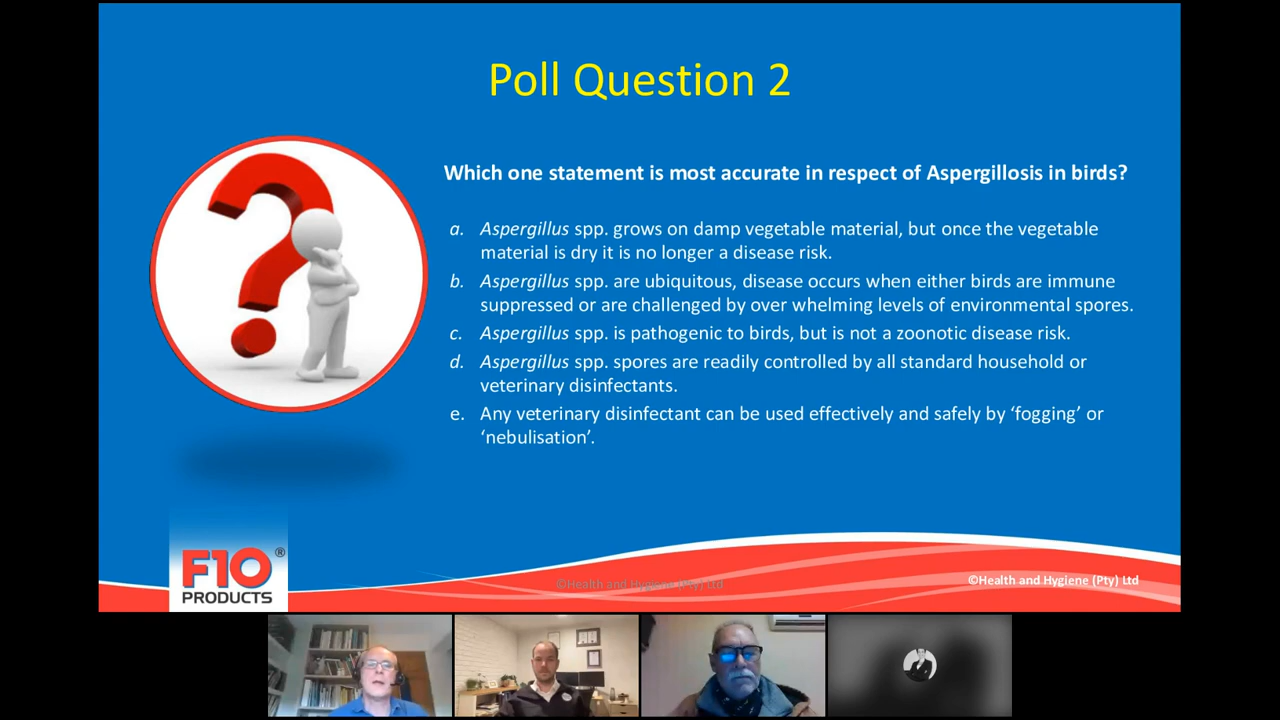 Poll Question 2
Which one statement is most accurate in respect of Aspergillosis in birds?
a. Aspergillus spp. grows on damp vegetable material, but once the vegetable
material is dry it is no longer a disease risk.
b. Aspergillus spp. are ubiquitous, disease occurs when either birds are immune
suppressed or are challenged by over whelming levels of environmental spores.
c. Aspergillus spp. is pathogenic to birds, but is not a zoonotic disease risk.
d. Aspergillus spp. spores are readily controlled by all standard household or
veterinary disinfectants.
e. Any veterinary disinfectant can be used effectively and safely by ‘fogging’ or
‘nebulisation’.
F10®
PRODUCTS
©Health and Hygiene (Pty) Ltd
©Health and Hygiene (Pty) Ltd